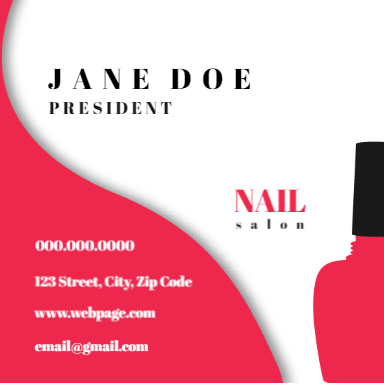 JANE DOE
PRESIDENT
NAIL
salon
000.000.0000
123 Street, City, Zip Code
www.webpage.com
email@gmail.com